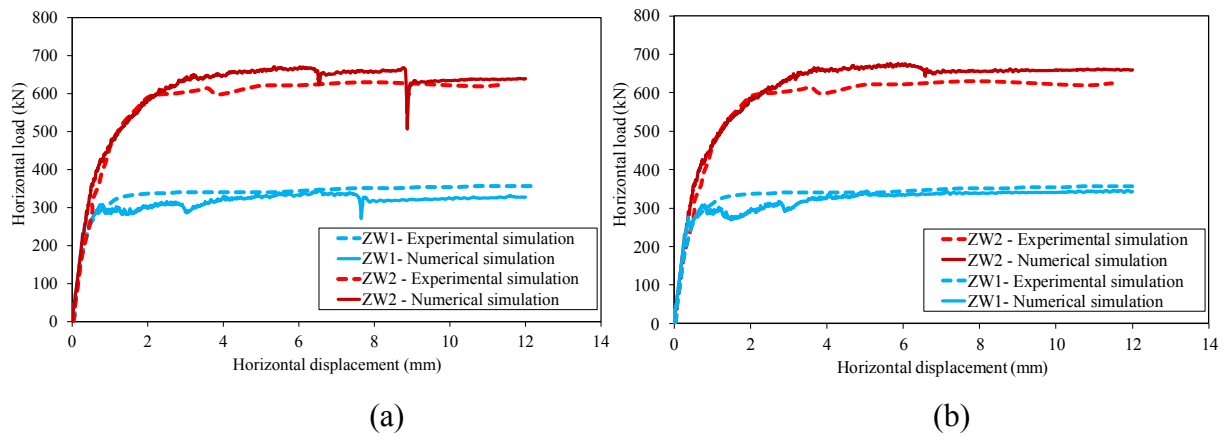 800
700
600
500
400
300
200
100
0
Horizontal load (kN)
0 2 4 6 8 10 12 14
Horizontal displacement (mm)
ZW1- Experimental simulation
ZW1- Numerical simulation
ZW2 - Experimental simulation
ZW2 - Numerical simulation
(a)
800
700
600
500
400
300
200
100
0
Horizontal load (kN)
0 2 4 6 8 10 12 14
Horizontal displacement (mm)
ZW2 - Experimental simulation
ZW2 - Numerical simulation
ZW1- Experimental simulation
ZW1- Numerical simulation
(b)